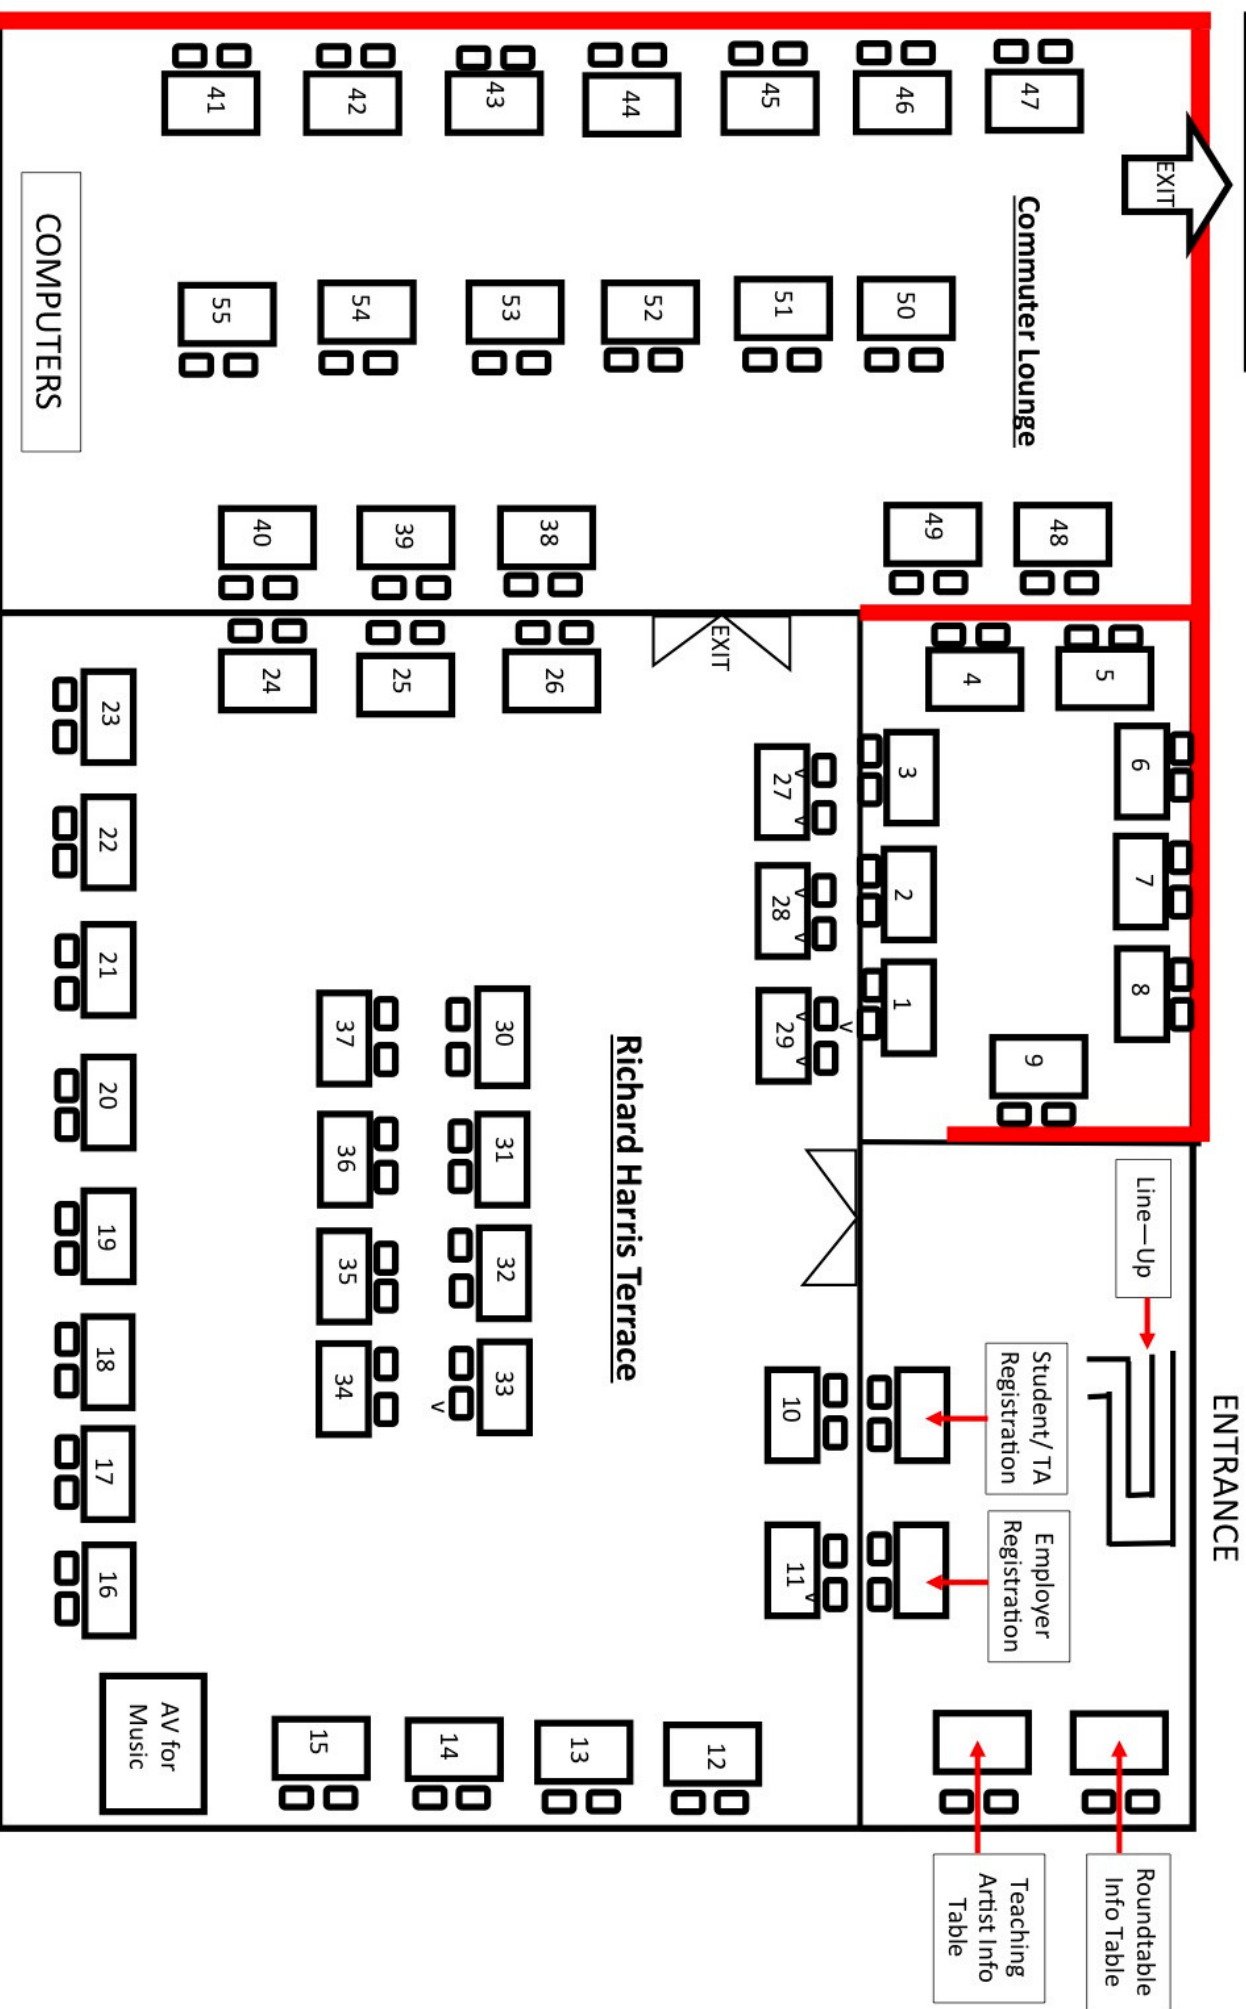 ENTRANCE
Line—Up
Student/ TA
Registration
Employer
Registration
Roundtable
Info Table
Teaching
Artist Info
Table
EXIT
Commuter Lounge
47
46
45
44
43
42
41
50
51
52
53
54
55
COMPUTERS
48
49
38
39
40
5
4
6
7
8
9
3
2
1
EXIT
26
25
24
27
v
v
28
v
v
29
v
v
v
10
11
v
Richard Harris Terrace
30
31
32
33
v
37
36
35
34
23
22
21
20
19
18
17
16
12
13
14
15
AV for
Music